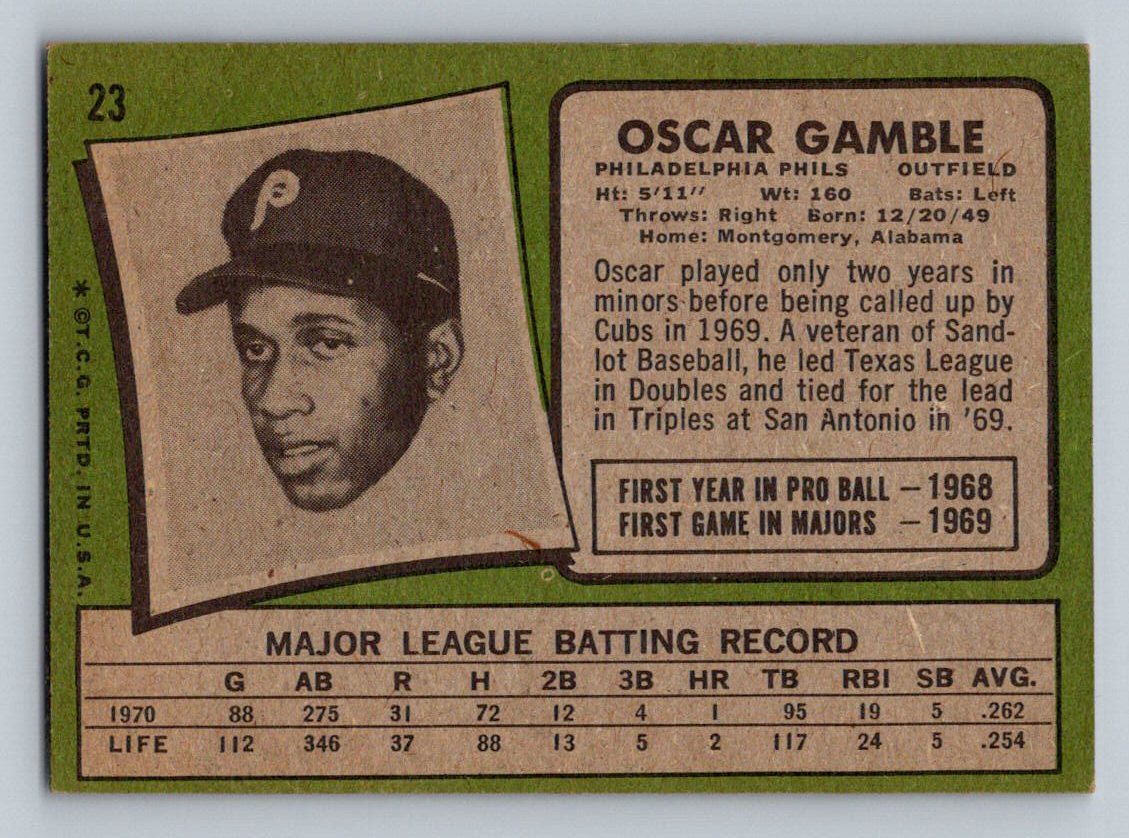 23
P
* ©T.C.G. PRTD. IN U.S.A.
OSCAR GAMBLE
PHILADELPHIA PHILS OUTFIELD
Ht: 5'11" Wt: 160 Bats: Left
Throws: Right Born: 12/20/49
Home: Montgomery, Alabama
Oscar played only two years in
minors before being called up by
Cubs in 1969. A veteran of Sand-
lot Baseball, he led Texas League
in Doubles and tied for the lead
in Triples at San Antonio in '69.
FIRST YEAR IN PRO BALL – 1968
FIRST GAME IN MAJORS – 1969
MAJOR LEAGUE BATTING RECORD
G AB R H 2B 3B HR TB RBI SB AVG.
1970 88 275 31 72 12 4 1 95 19 5 .262
LIFE 112 346 37 88 13 5 2 117 24 5 .254